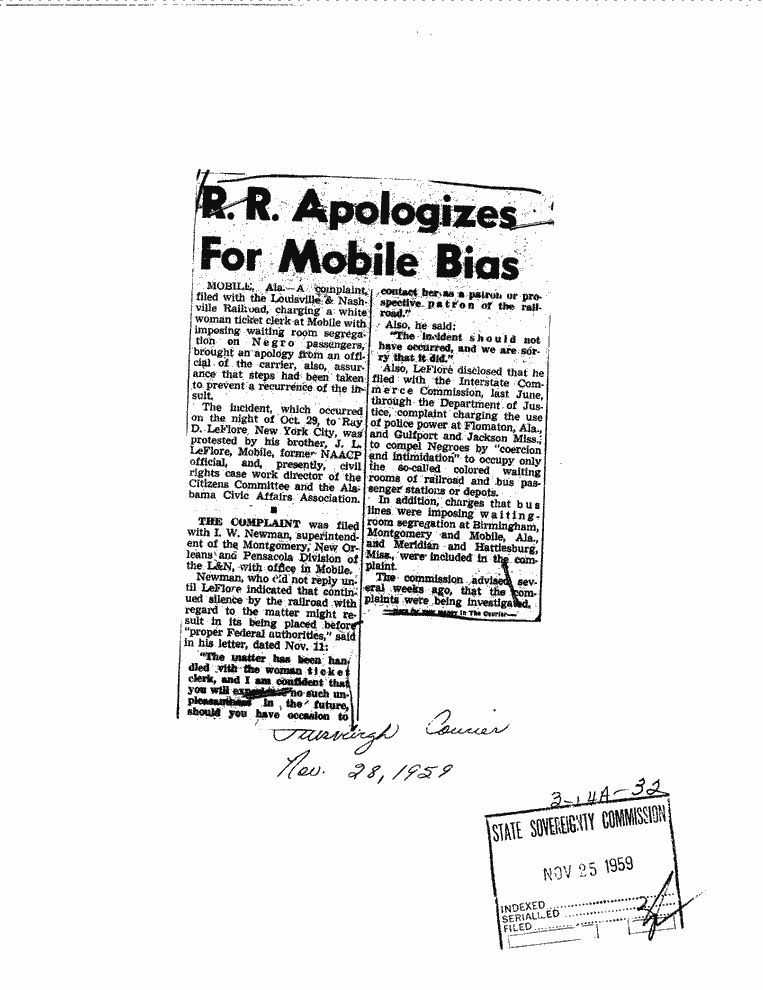 R. R. Apologizes
For Mobile Bias
MOBILE, Ala.—A complaint,
filed with the Louisville & Nash-
ville Railroad, charging a white
woman ticket clerk at Mobile with
imposing waiting room segrega-
tion on Negro passengers,
brought an apology from an offi-
cial of the carrier, also, assur-
ance that steps had been taken
to prevent a recurrence of the in-
sult.
The incident, which occurred
on the night of Oct. 29, to Ray
D. LeFlore, New York City, was
protested by his brother, J. L.
LeFlore, Mobile, former NAACP
official, and, presently, civil
rights case work director of the
Citizens Committee and the Ala-
bama Civic Affairs Association.
THE COMPLAINT was filed
with I. W. Newman, superintend-
ent of the Montgomery, New Or-
leans and Pensacola Division of
the L&N, with office in Mobile.
Newman, who did not reply un-
til LeFlore indicated that contin-
ued silence by the railroad with
regard to the matter might re-
sult in its being placed before
"proper Federal authorities," said
in his letter, dated Nov. 11:
"The matter has been han-
dled with the woman ticket
clerk, and I am confident that
you will experience no such un-
pleasantness in the future,
should you have occasion to
contact her as a patron or pro-
spective patron of the rail-
road."
Also, he said:
"The incident should not
have occurred, and we are sor-
ry that it did."
Also, LeFlore disclosed that he
filed with the Interstate Com-
merce Commission, last June,
through the Department of Jus-
tice, complaint charging the use
of police power at Flomaton, Ala.,
and Gulfport and Jackson Miss.,
to compel Negroes by "coercion
and intimidation" to occupy only
the so-called colored waiting
rooms of railroad and bus pas-
senger stations or depots.
In addition, charges that bus
lines were imposing waiting-
room segregation at Birmingham,
Montgomery and Mobile, Ala.,
and Meridian and Hattiesburg,
Miss., were included in the com-
plaint.
The commission advised sev-
eral weeks ago, that the com-
plaints were being investigated.
in The Courier—
Pittsburgh Courier
Nov. 28, 1959
3-14A-32
STATE SOVEREIGNTY COMMISSION
NOV 25 1959
INDEXED
SERIALLED
FILED